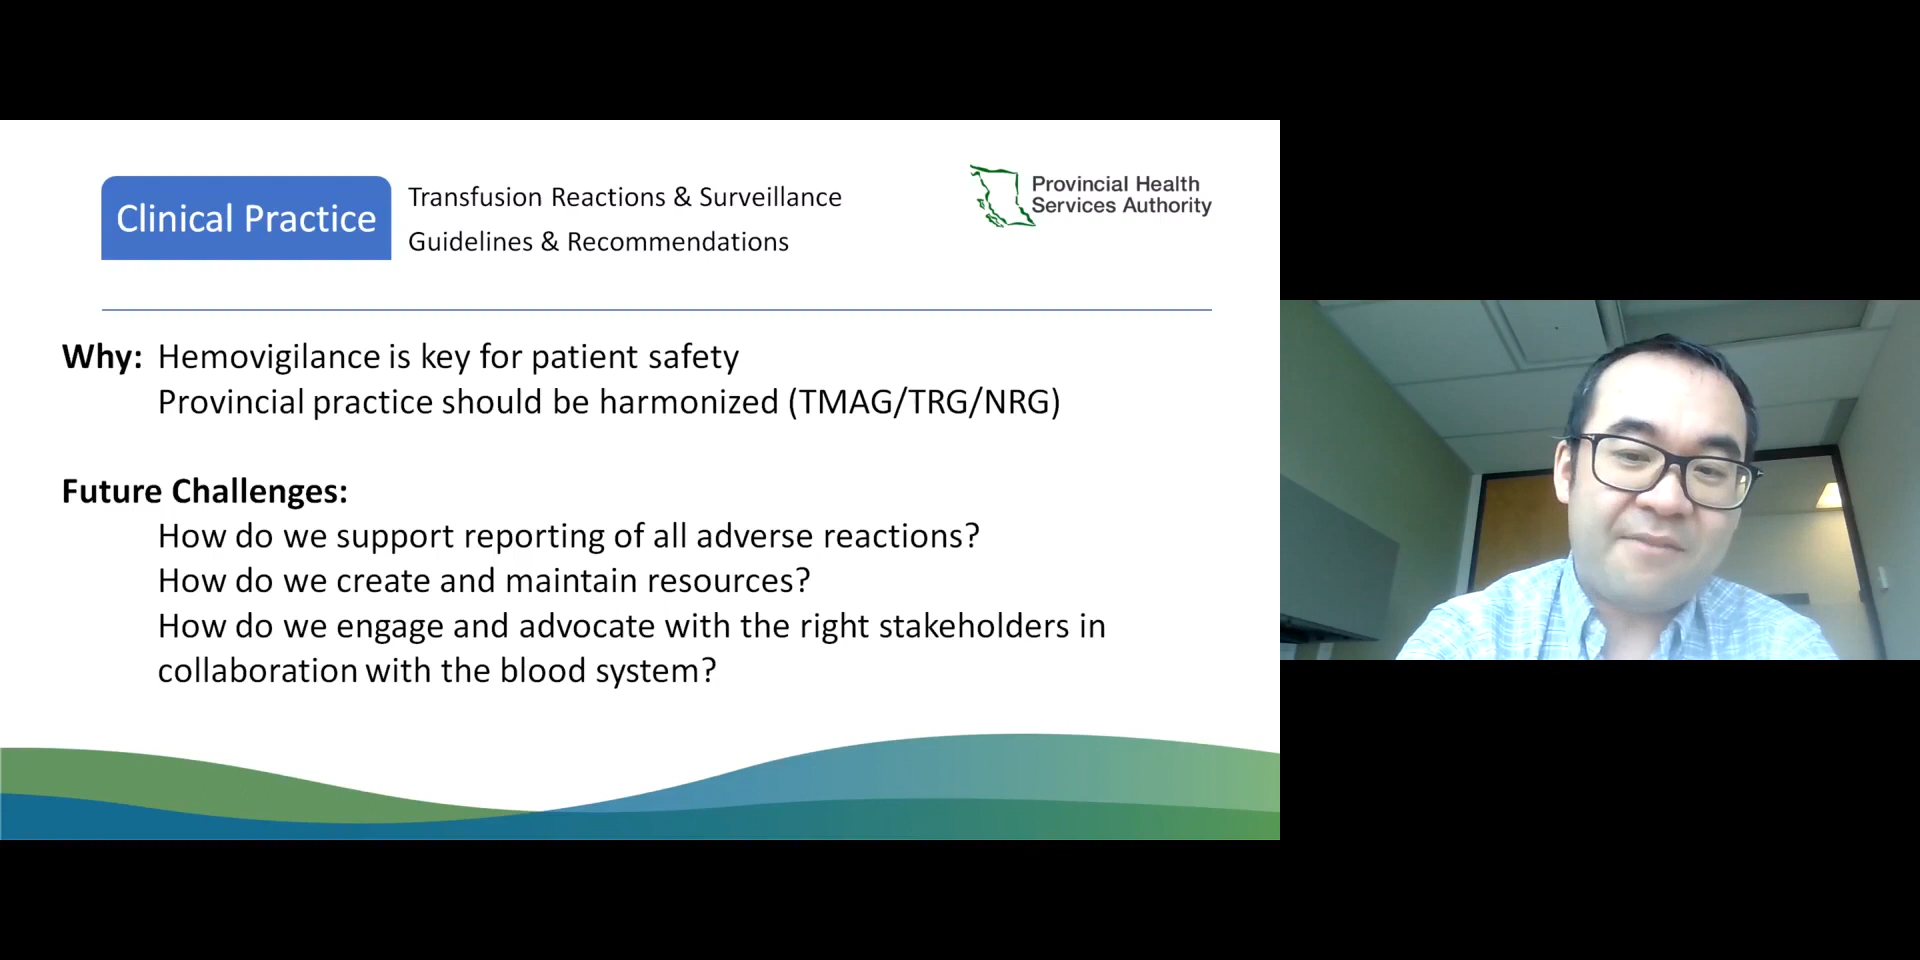 Clinical Practice
Transfusion Reactions & Surveillance
Guidelines & Recommendations
Provincial Health
Services Authority
Why: Hemovigilance is key for patient safety
Provincial practice should be harmonized (TMAG/TRG/NRG)
Future Challenges:
How do we support reporting of all adverse reactions?
How do we create and maintain resources?
How do we engage and advocate with the right stakeholders in
collaboration with the blood system?